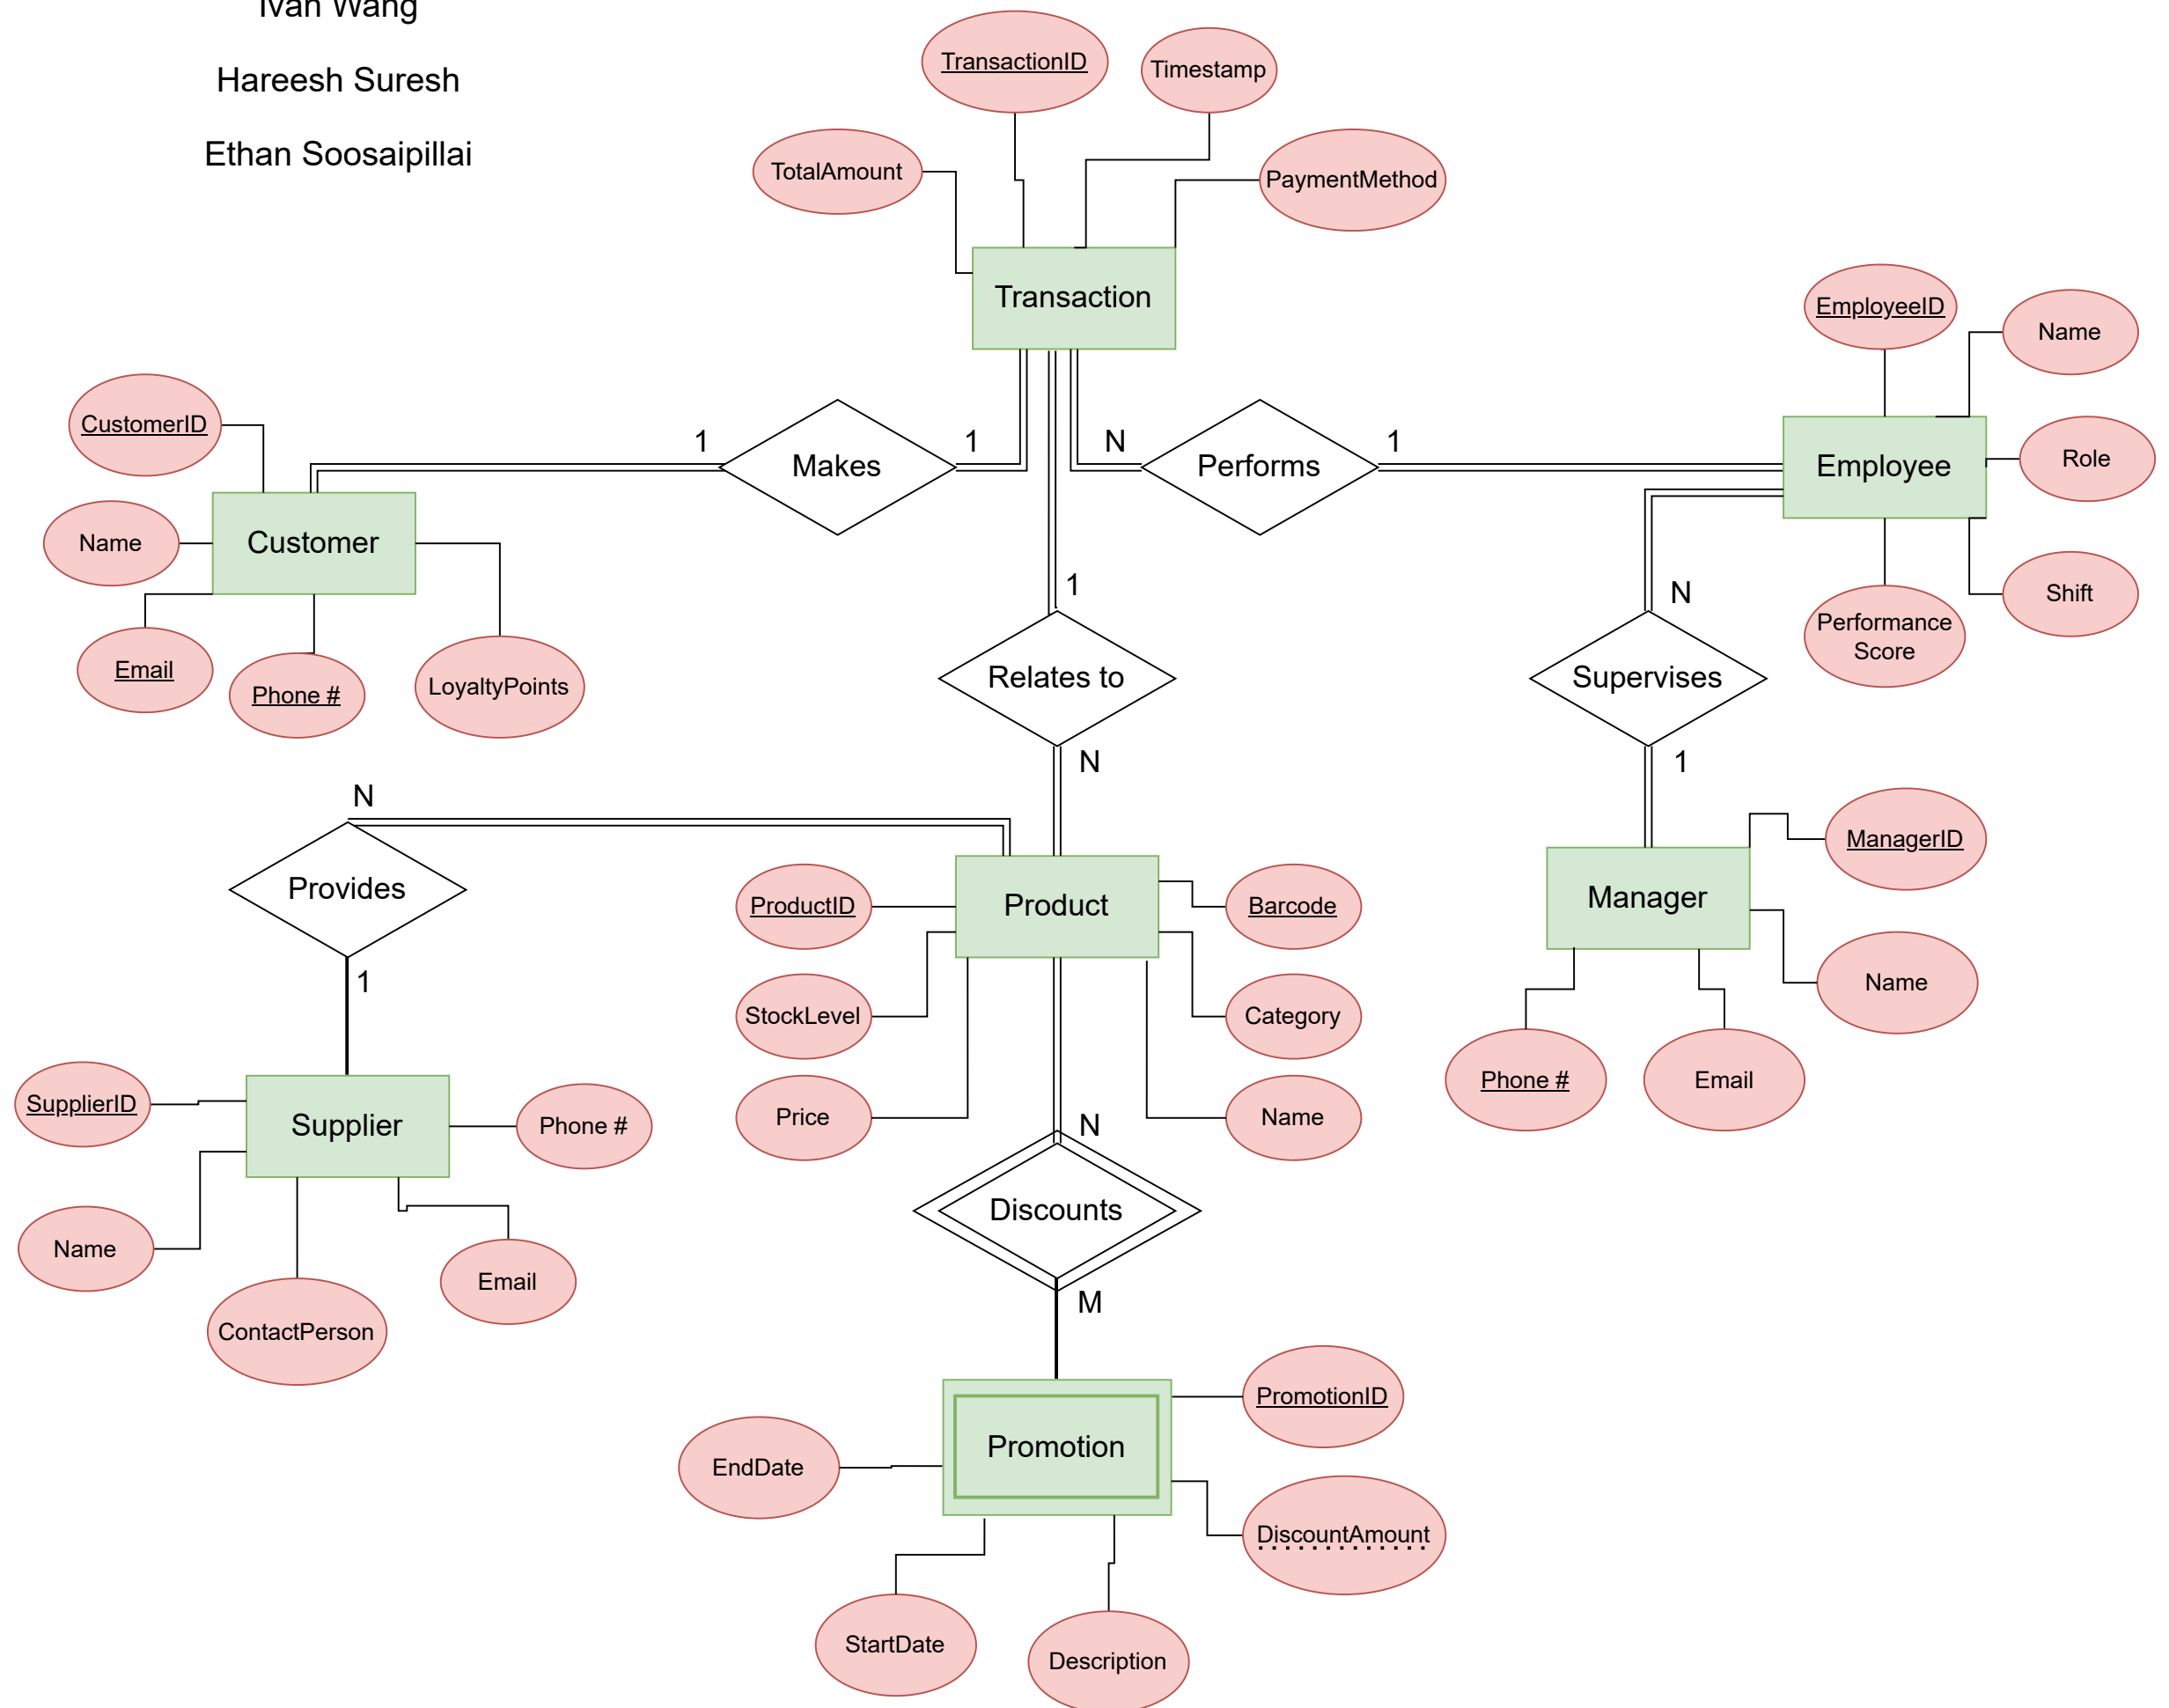 Ivan Wang
Hareesh Suresh
Ethan Soosaipillai
TransactionID
Timestamp
TotalAmount
PaymentMethod
Transaction
EmployeeID
Name
CustomerID
1
Makes
1
N
Performs
1
Employee
Role
Name
Customer
Email
Phone #
LoyaltyPoints
1
Relates to
N
N
Supervises
1
Performance
Score
Shift
N
Provides
1
ProductID
Product
Barcode
StockLevel
Category
Price
Name
Manager
ManagerID
Name
Phone #
Email
SupplierID
Supplier
Phone #
Name
ContactPerson
Email
N
Discounts
M
Promotion
PromotionID
EndDate
DiscountAmount
StartDate
Description